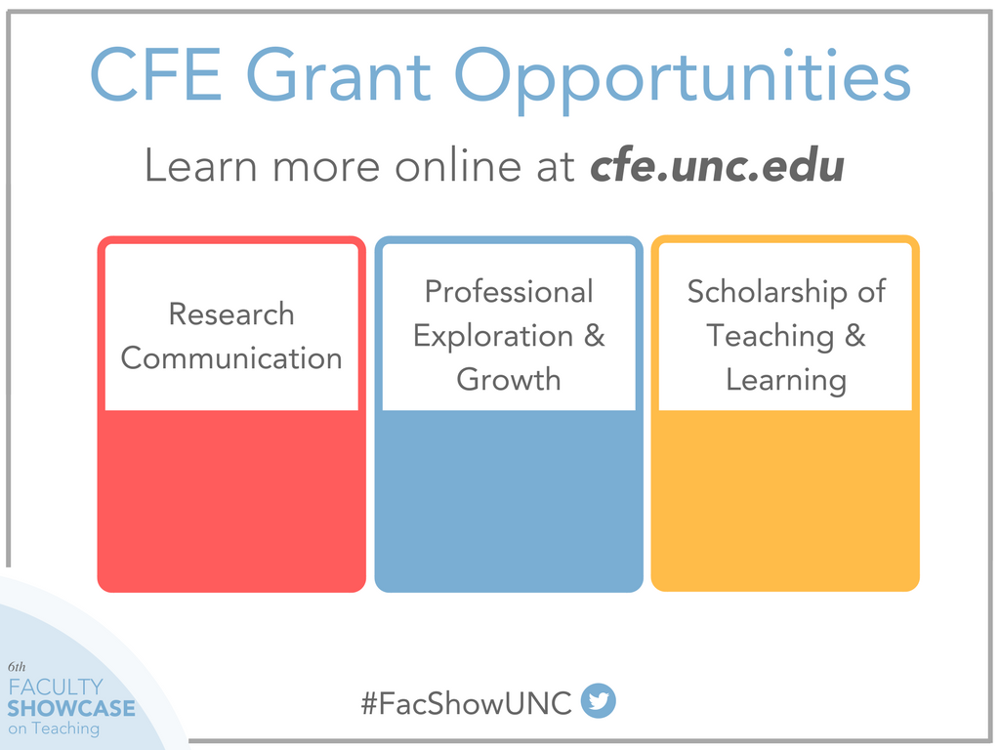 CFE Grant Opportunities
Learn more online at cfe.unc.edu
Research
Communication
Professional
Exploration &
Growth
Scholarship of
Teaching &
Learning
6th
FACULTY
SHOWCASE
on Teaching
#FacShowUNC